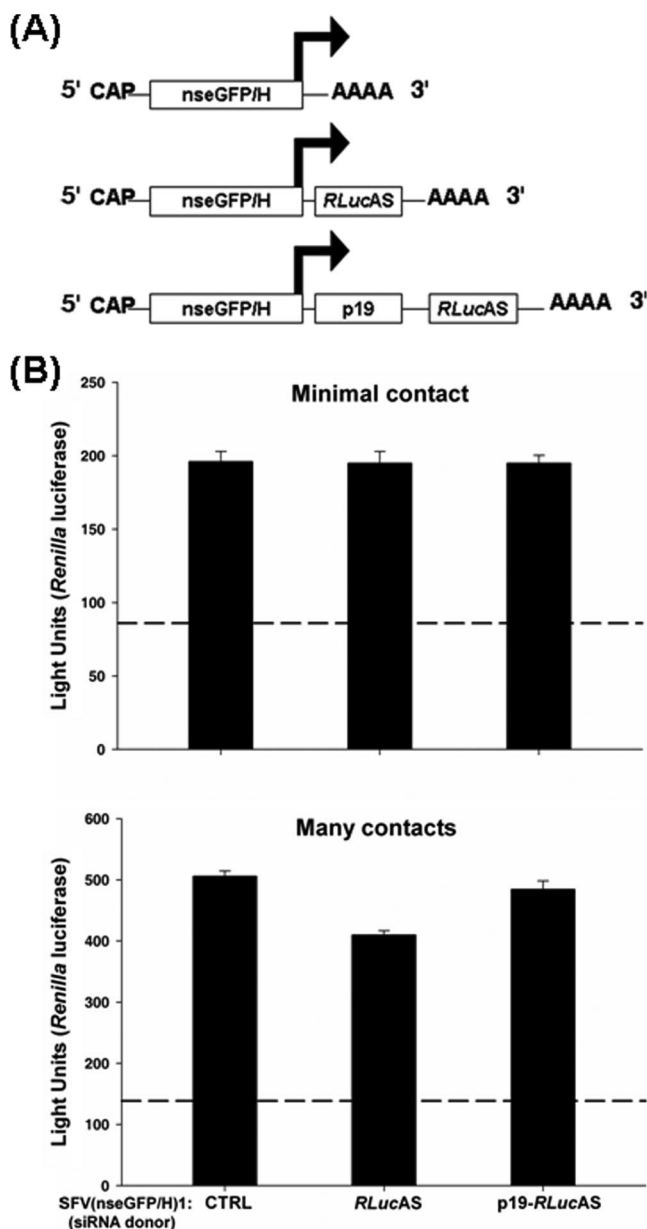 (A)
5' CAP nseGFP/H AAAA 3'
5' CAP nseGFP/H RLucAS AAAA 3'
5' CAP nseGFP/H p19 RLucAS AAAA 3'
(B)
Minimal contact
Light Units (Renilla luciferase)
250
200
150
100
50
0
Many contacts
Light Units (Renilla luciferase)
600
500
400
300
200
100
0
SFV(nseGFP/H)1: CTRL RLucAS p19-RLucAS
(siRNA donor)